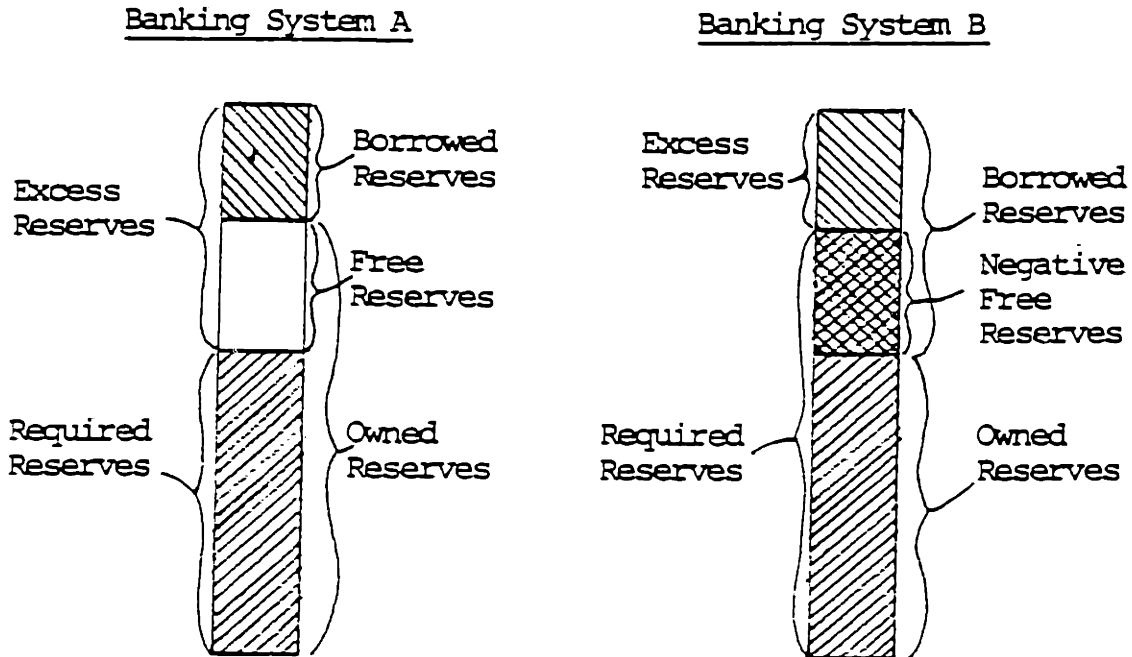 Banking System A
Borrowed
Reserves
Excess
Reserves
Free
Reserves
Required
Reserves
Owned
Reserves
Banking System B
Excess
Reserves
Borrowed
Reserves
Negative
Free
Reserves
Required
Reserves
Owned
Reserves